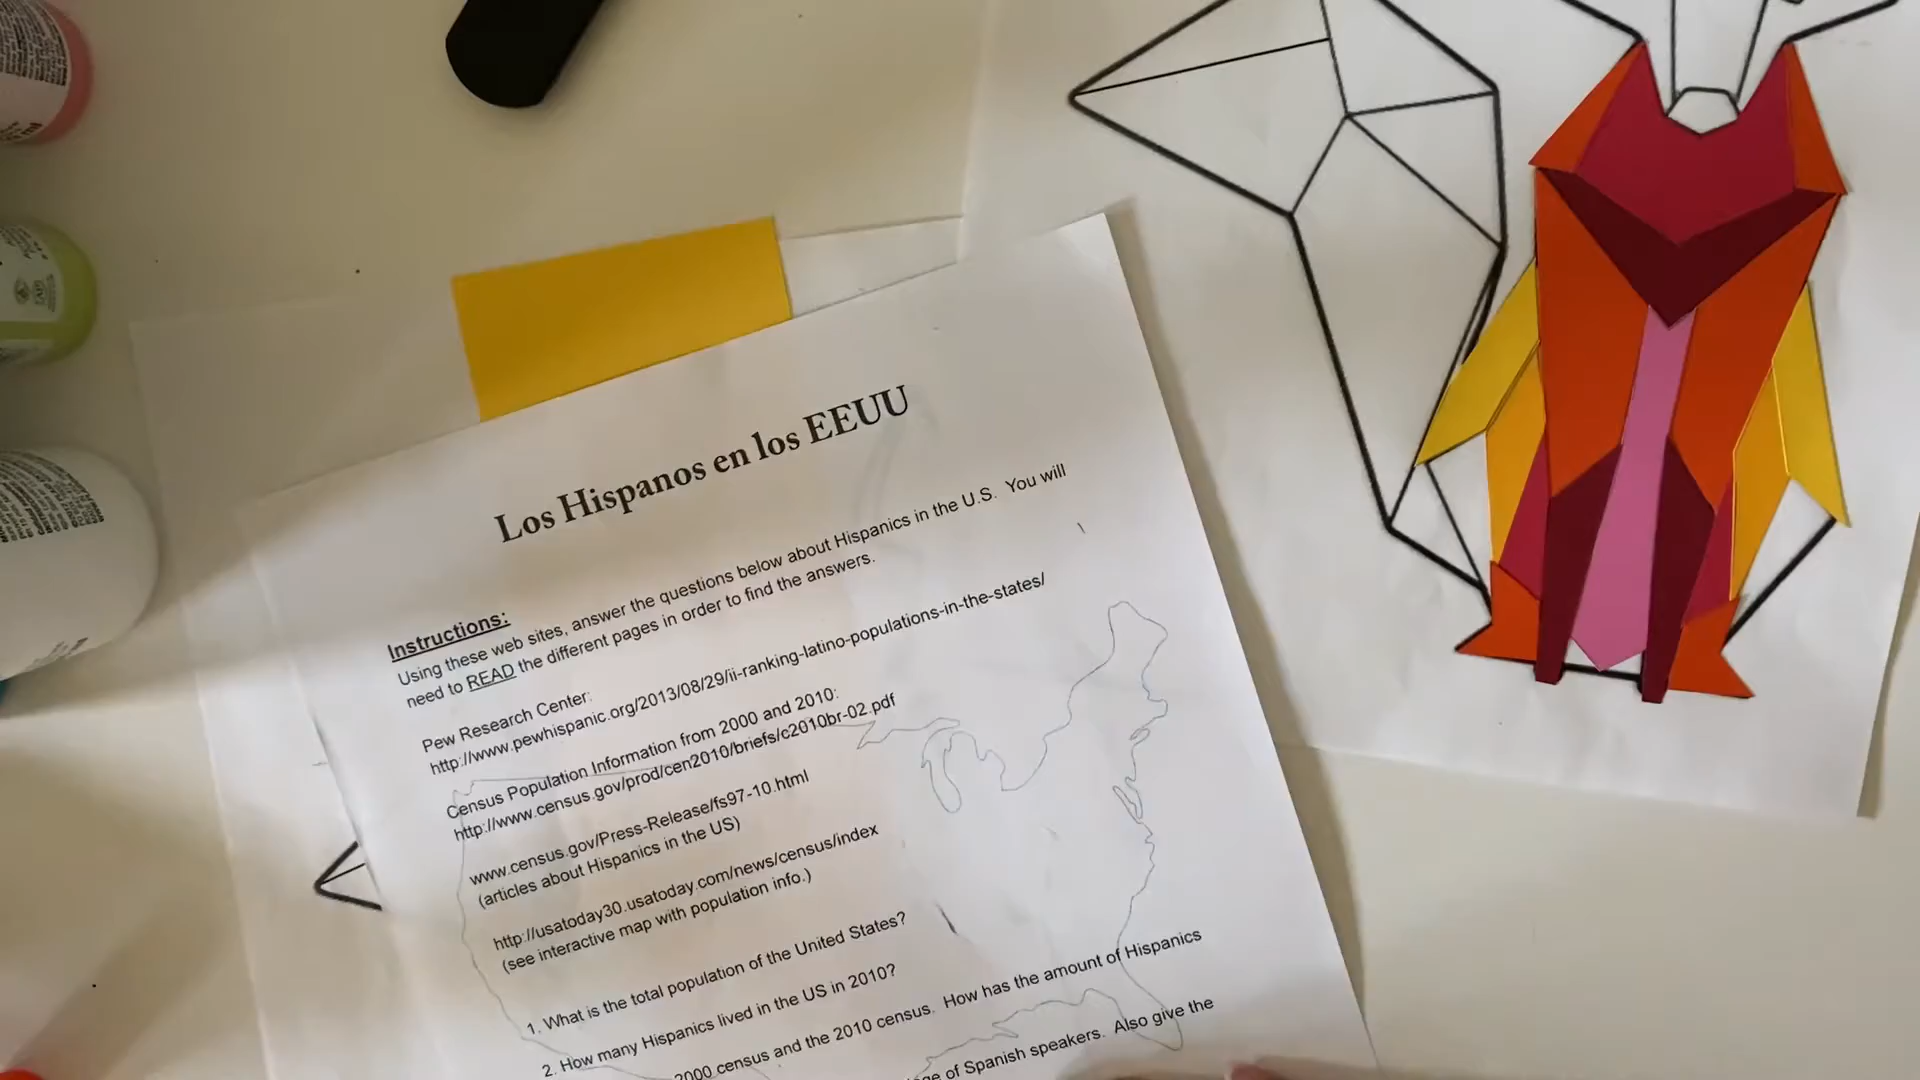 Los Hispanos en los EEUU
Instructions:
Using these web sites, answer the questions below about Hispanics in the U.S. You will
need to READ the different pages in order to find the answers.
Pew Research Center:
http://www.pewhispanic.org/2013/08/29/ii-ranking-latino-populations-in-the-states/
Census Population Information from 2000 and 2010:
http://www.census.gov/prod/cen2010/briefs/c2010br-02.pdf
www.census.gov/Press-Release/fs97-10.html
(articles about Hispanics in the US)
http://usatoday30.usatoday.com/news/census/index
(see interactive map with population info.)
1. What is the total population of the United States?
2. How many Hispanics lived in the US in 2010?
2000 census and the 2010 census. How has the amount of Hispanics
of Spanish speakers. Also give the